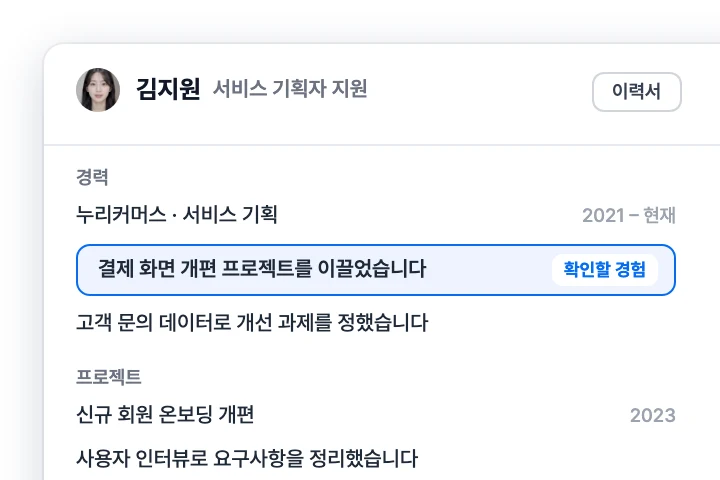 김지원 서비스 기획자 지원 이력서
경력
누리커머스 · 서비스 기획 2021 – 현재
결제 화면 개편 프로젝트를 이끌었습니다 확인할 경험
고객 문의 데이터로 개선 과제를 정했습니다
프로젝트
신규 회원 온보딩 개편 2023
사용자 인터뷰로 요구사항을 정리했습니다